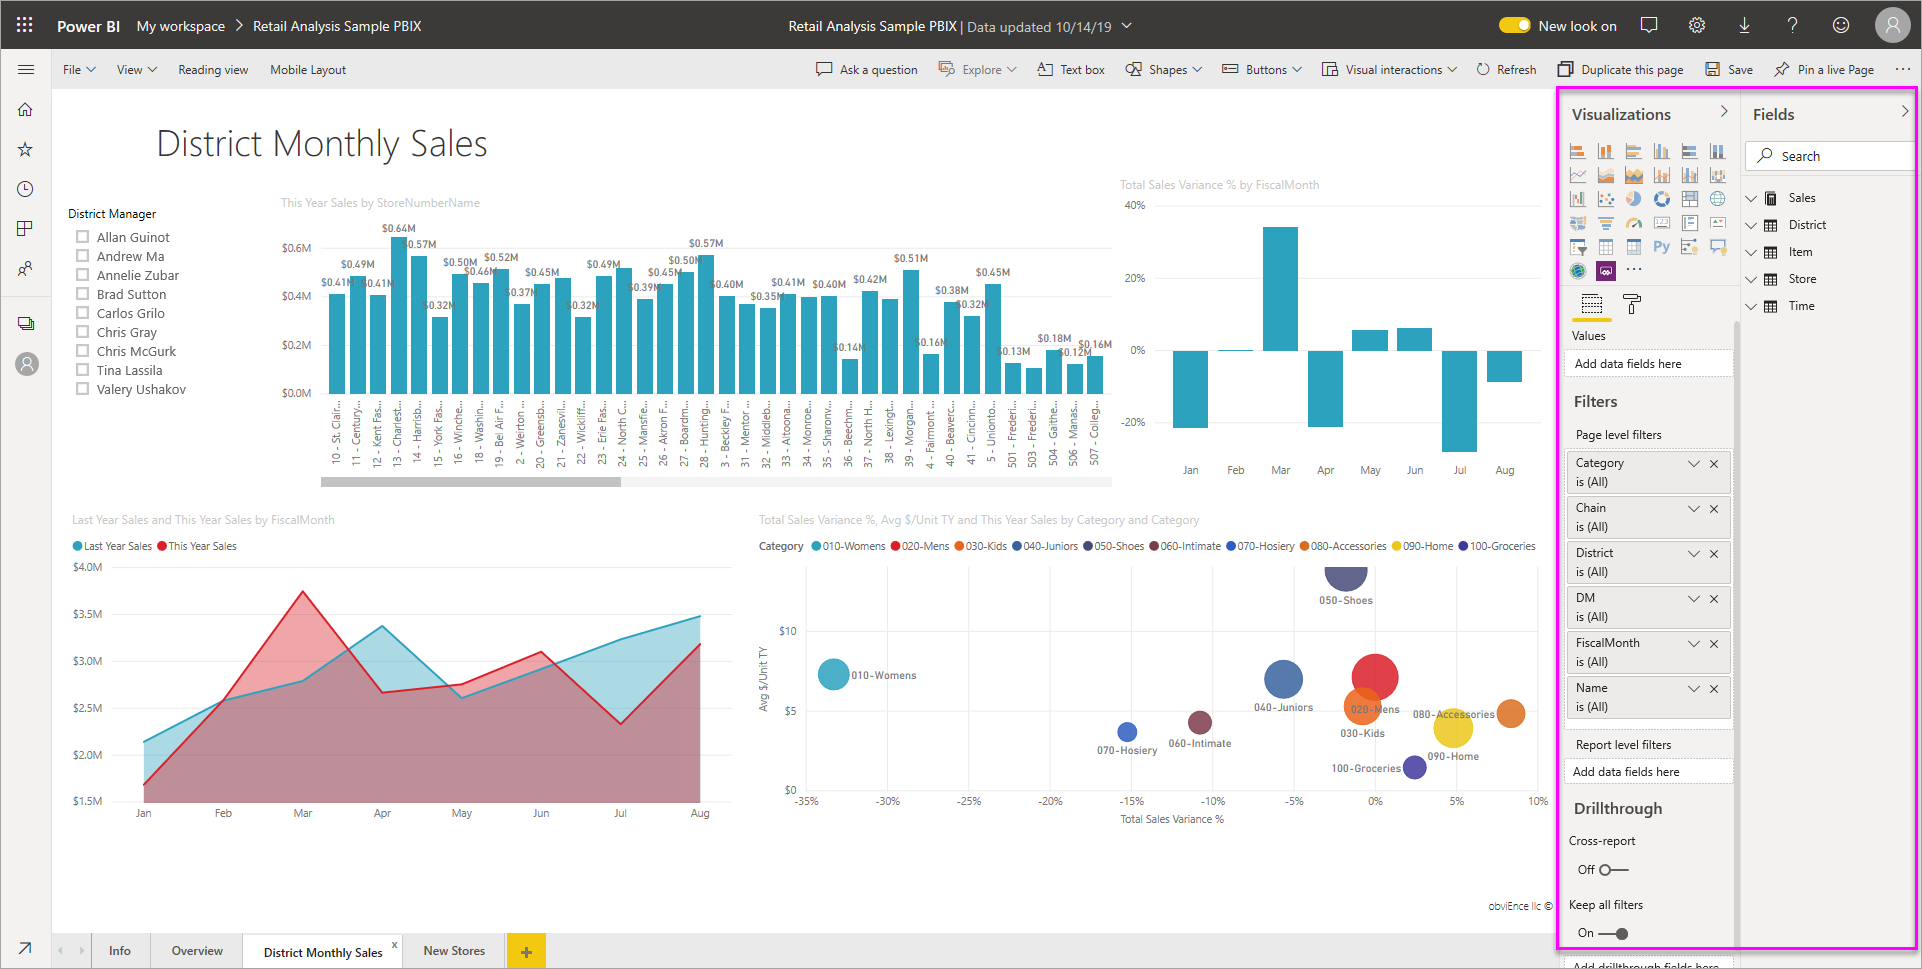 Power BI My workspace Retail Analysis Sample PBIX
Retail Analysis Sample PBIX | Data updated 10/14/19
New look on
File View Reading view Mobile Layout
Ask a question Explore Text box Shapes Buttons Visual interactions Refresh Duplicate this page Save Pin a live Page
District Monthly Sales
District Manager
Allan Guinot
Andrew Ma
Annelie Zubar
Brad Sutton
Carlos Grilo
Chris Gray
Chris McGurk
Tina Lassila
Valery Ushakov
This Year Sales by StoreNumberName
$0.6M
$0.4M
$0.2M
$0.0M
$0.41M
$0.49M
$0.41M
$0.64M
$0.57M
$0.32M
$0.50M
$0.46M
$0.52M
$0.37M
$0.45M
$0.32M
$0.49M
$0.39M
$0.45M
$0.50M
$0.57M
$0.40M
$0.35M
$0.41M
$0.40M
$0.14M
$0.42M
$0.51M
$0.16M
$0.38M
$0.32M
$0.45M
$0.13M
$0.18M
$0.12M
$0.16M
10 - St. Clair...
11 - Century...
12 - Kent Fas...
13 - Charlest...
14 - Harrisb...
15 - York Fas...
16 - Winche...
18 - Washin...
19 - Bel Air F...
2 - Weirton ...
20 - Greensb...
21 - Zanesvil...
22 - Wickliff...
23 - Erie Fas...
24 - North C...
25 - Mansfie...
26 - Akron F...
27 - Boardm...
28 - Hunting...
3 - Beckley F...
31 - Mentor ...
32 - Middleb...
33 - Altoona...
34 - Monroe...
35 - Sharonv...
36 - Beechm...
37 - North H...
38 - Lexingt...
39 - Morgan...
4 - Fairmont ...
40 - Beaverc...
41 - Cincinn...
5 - Unionto...
501 - Frederi...
503 - Frederi...
504 - Gaithe...
506 - Manas...
507 - Colleg...
Total Sales Variance % by FiscalMonth
40%
20%
0%
-20%
Jan Feb Mar Apr May Jun Jul Aug
Last Year Sales and This Year Sales by FiscalMonth
Last Year Sales This Year Sales
$4.0M
$3.5M
$3.0M
$2.5M
$2.0M
$1.5M
Jan Feb Mar Apr May Jun Jul Aug
Total Sales Variance %, Avg $/Unit TY and This Year Sales by Category and Category
Category 010-Womens 020-Mens 030-Kids 040-Juniors 050-Shoes 060-Intimate 070-Hosiery 080-Accessories 090-Home 100-Groceries
Avg $/Unit TY
$10
$5
$0
050-Shoes
010-Womens
040-Juniors
020-Mens
080-Accessories
030-Kids
060-Intimate
070-Hosiery
090-Home
100-Groceries
-35% -30% -25% -20% -15% -10% -5% 0% 5% 10%
Total Sales Variance %
obviEnce llc ©
Info Overview District Monthly Sales x New Stores +
Visualizations
Py
...
Values
Add data fields here
Filters
Page level filters
Category
is (All)
Chain
is (All)
District
is (All)
DM
is (All)
FiscalMonth
is (All)
Name
is (All)
Report level filters
Add data fields here
Drillthrough
Cross-report
Off
Keep all filters
On
Add drillthrough fields here
Fields
Search
Sales
District
Item
Store
Time